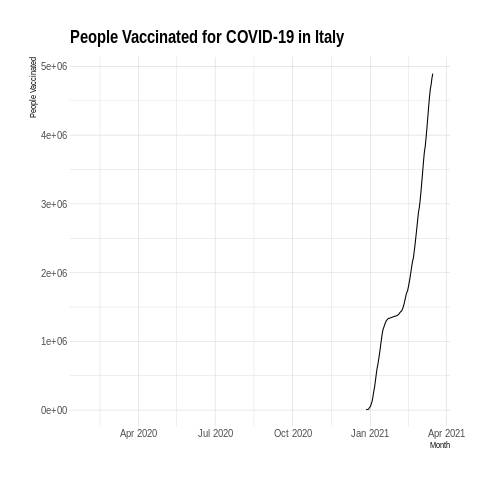 People Vaccinated for COVID-19 in Italy
People Vaccinated
5e+06
4e+06
3e+06
2e+06
1e+06
0e+00
Apr 2020 Jul 2020 Oct 2020 Jan 2021 Apr 2021
Month